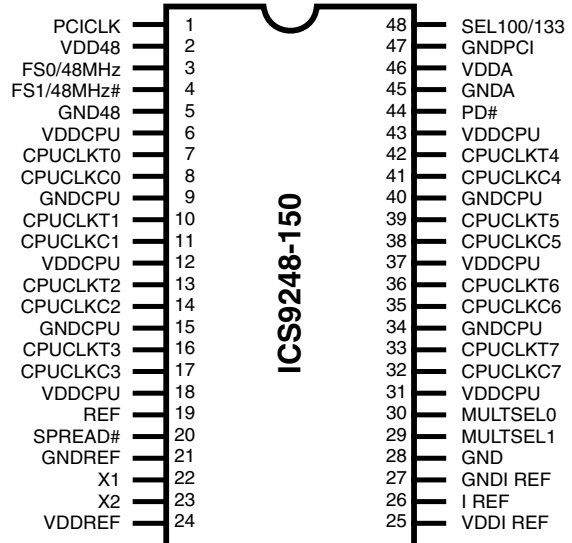 PCICLK 1 48 SEL100/133
VDD48 2 47 GNDPCI
FS0/48MHz 3 46 VDDA
FS1/48MHz# 4 45 GNDA
GND48 5 44 PD#
VDDCPU 6 43 VDDCPU
CPUCLKT0 7 42 CPUCLKT4
CPUCLKC0 8 41 CPUCLKC4
GNDCPU 9 40 GNDCPU
CPUCLKT1 10 39 CPUCLKT5
CPUCLKC1 11 38 CPUCLKC5
VDDCPU 12 37 VDDCPU
CPUCLKT2 13 36 CPUCLKT6
CPUCLKC2 14 35 CPUCLKC6
GNDCPU 15 34 GNDCPU
CPUCLKT3 16 33 CPUCLKT7
CPUCLKC3 17 32 CPUCLKC7
VDDCPU 18 31 VDDCPU
REF 19 30 MULTSEL0
SPREAD# 20 29 MULTSEL1
GNDREF 21 28 GND
X1 22 27 GNDI REF
X2 23 26 I REF
VDDREF 24 25 VDDI REF
ICS9248-150